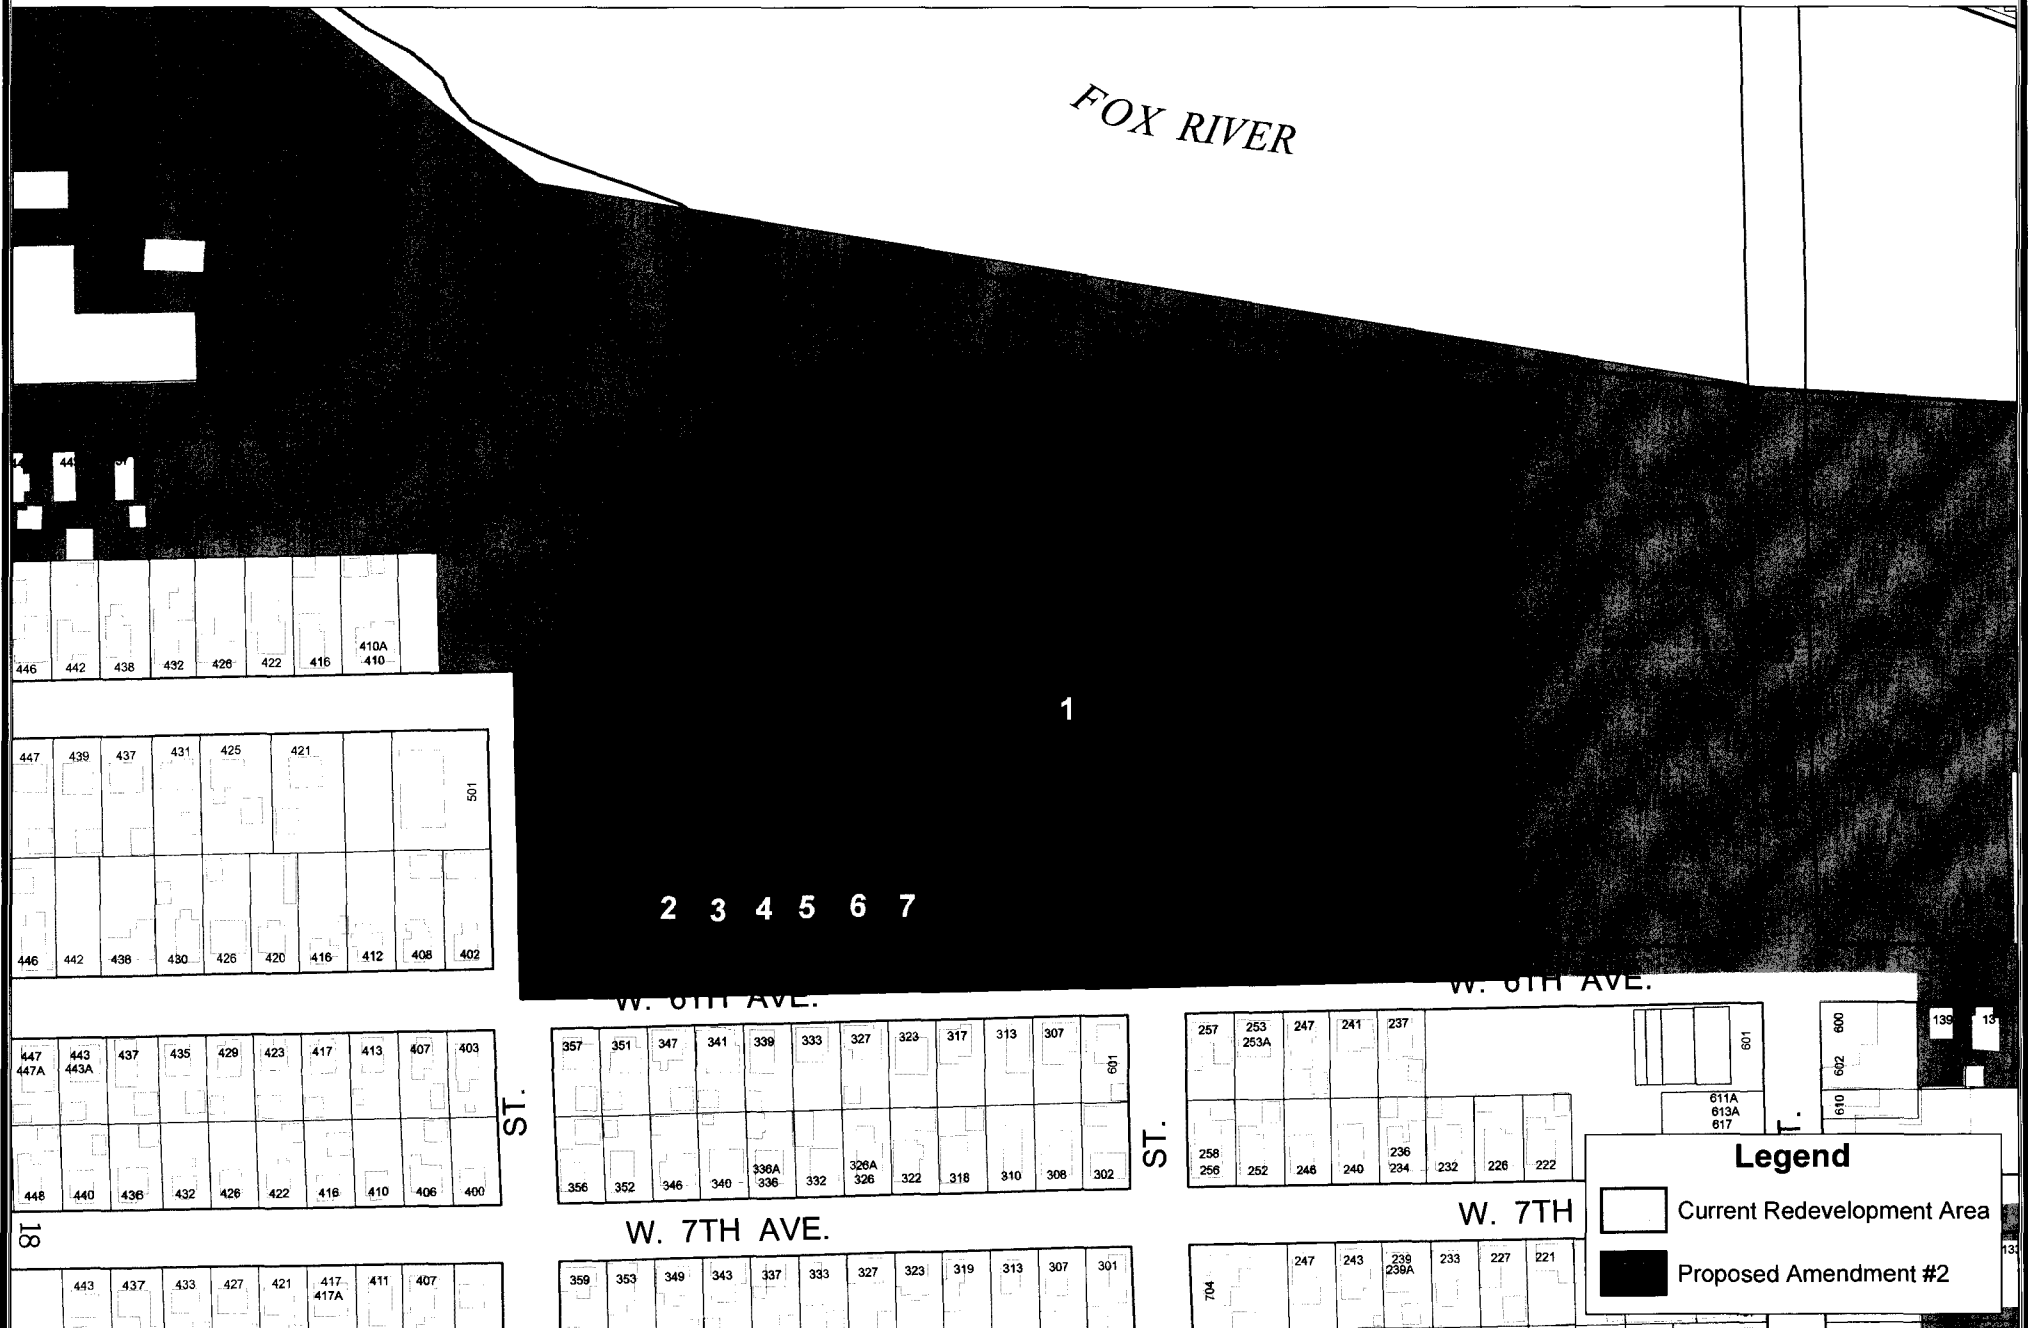 FOX RIVER
446 442 438 432 426 422 416 410A 410
1
447 439 437 431 425 421 501
2 3 4 5 6 7
446 442 438 430 426 420 416 412 408 402
W. 6TH AVE.
W. 6TH AVE.
447 443 437 435 429 423 417 413 407 403
447A 443A
357 351 347 341 339 333 327 323 317 313 307 601
257 253 247 241 237 601
253A
600 602 610
139
611A
613A
617
ST.
ST.
448 440 436 432 426 422 416 410 406 400
336A 326A
356 352 346 340 336 332 326 322 318 310 306 302
258 236
256 252 246 240 234 232 226 222
18
W. 7TH AVE.
W. 7TH
443 437 433 427 421 417 411 407
417A
359 353 349 343 337 333 327 323 319 313 307 301
704 247 243 239 233 227 221
239A
Legend
Current Redevelopment Area
Proposed Amendment #2